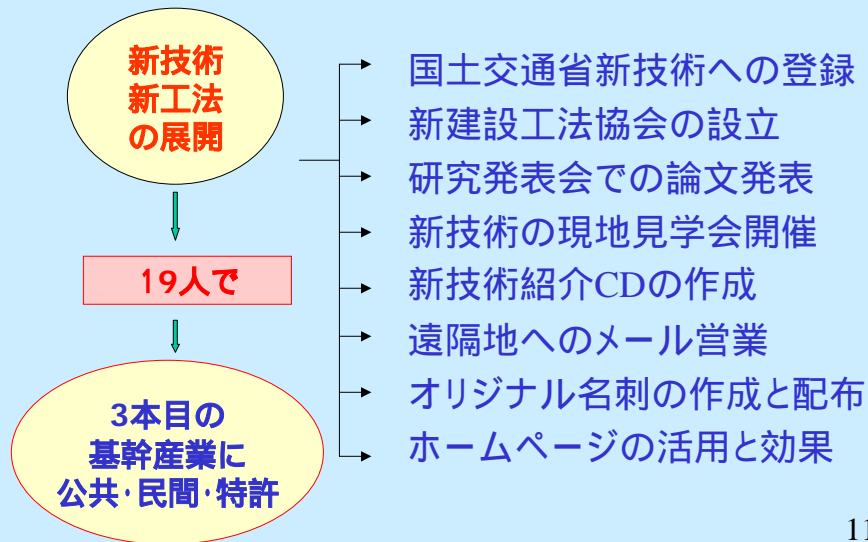 新技術
新工法
の展開
19人で
3本目の
基幹産業に
公共･民間･特許
国土交通省新技術への登録
新建設工法協会の設立
研究発表会での論文発表
新技術の現地見学会開催
新技術紹介CDの作成
遠隔地へのメール営業
オリジナル名刺の作成と配布
ホームページの活用と効果
11